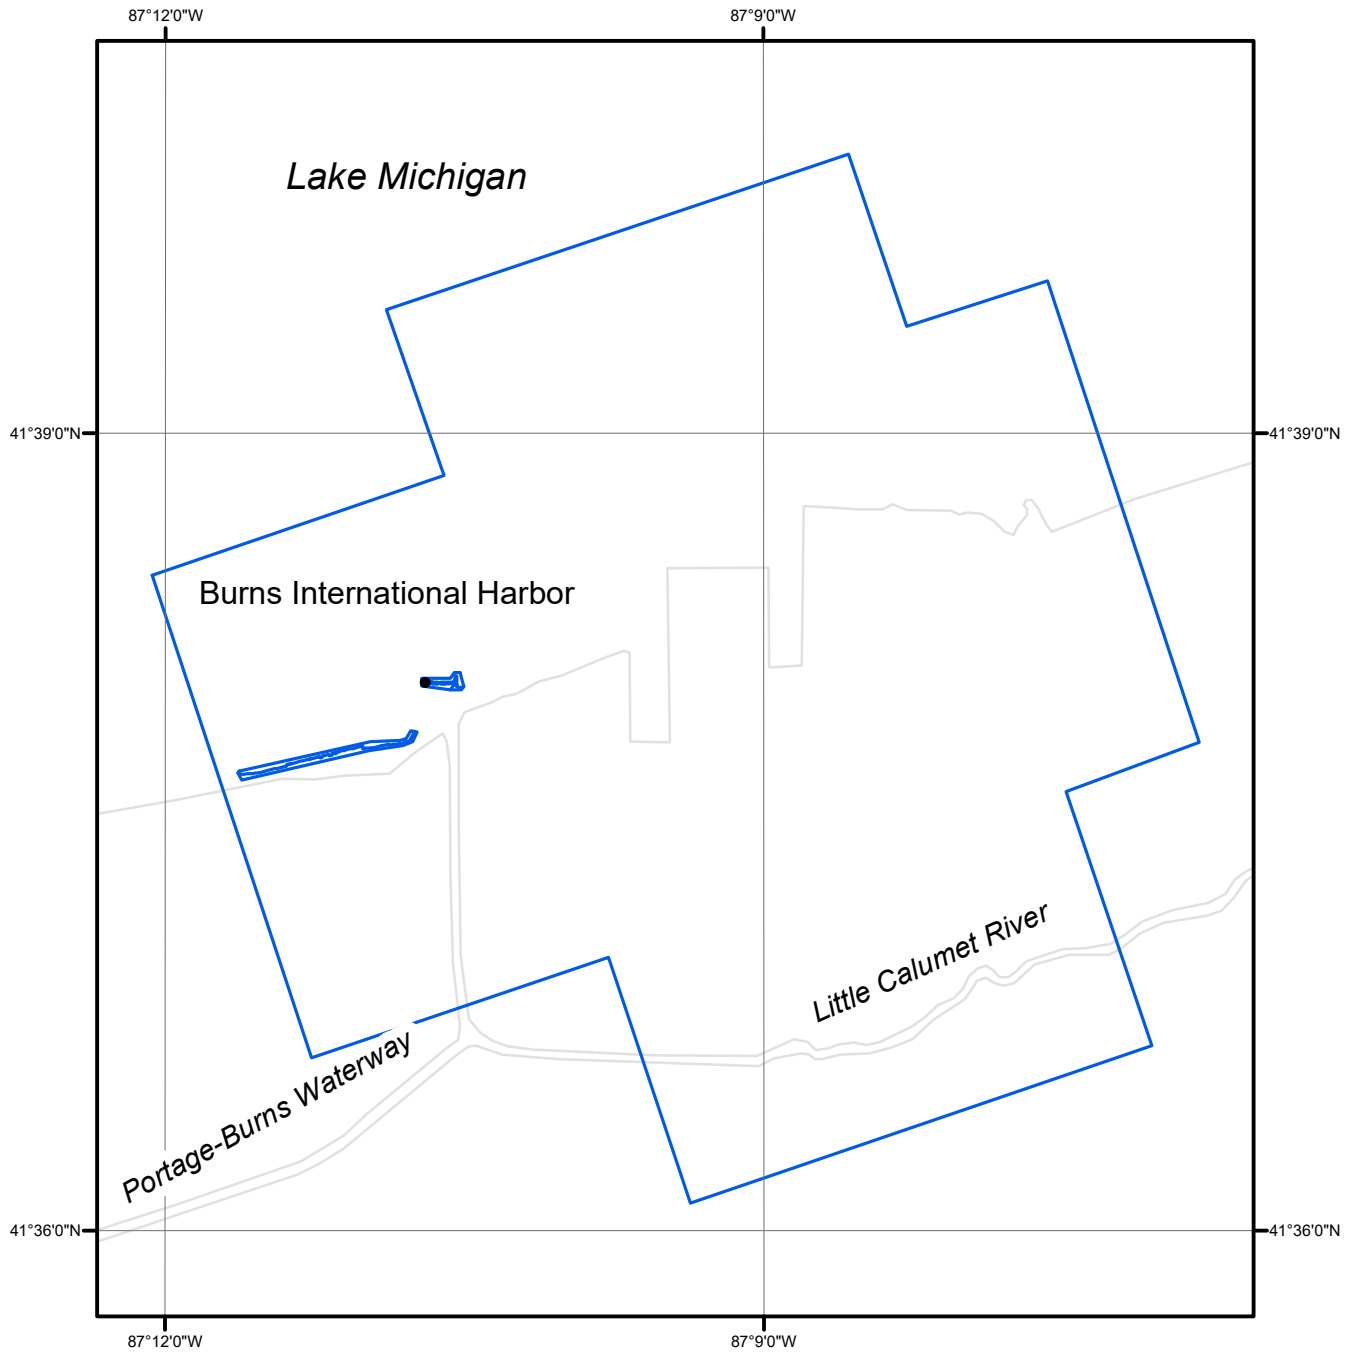 87°12'0"W
87°9'0"W
Lake Michigan
41°39'0"N
41°39'0"N
Burns International Harbor
Little Calumet River
Portage-Burns Waterway
41°36'0"N
41°36'0"N
87°12'0"W
87°9'0"W